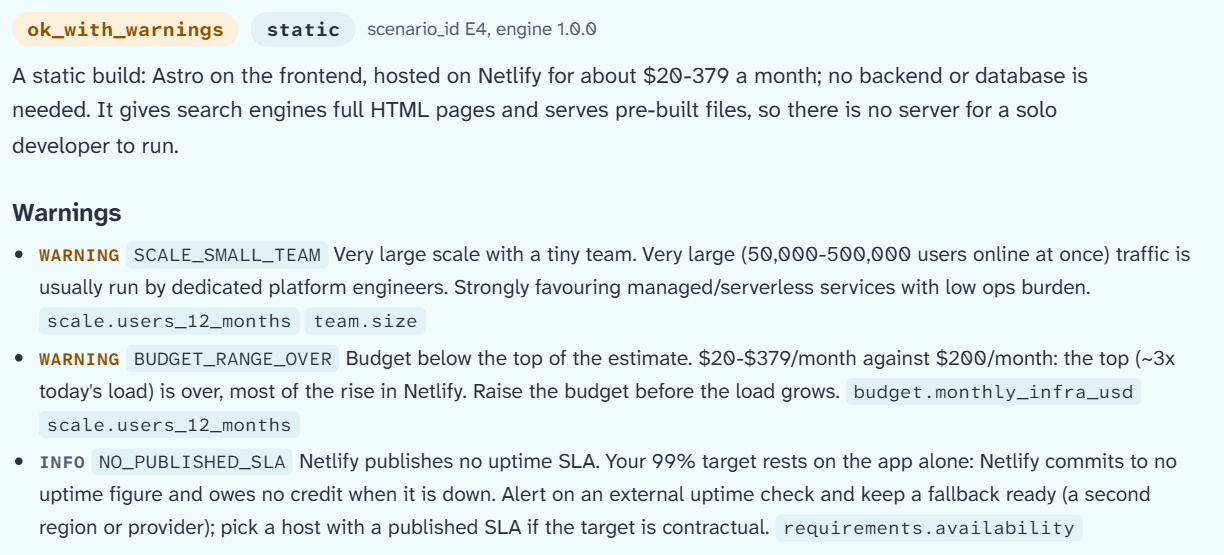 ok_with_warnings static scenario_id E4, engine 1.0.0
A static build: Astro on the frontend, hosted on Netlify for about $20-379 a month; no backend or database is
needed. It gives search engines full HTML pages and serves pre-built files, so there is no server for a solo
developer to run.
Warnings
• WARNING SCALE_SMALL_TEAM Very large scale with a tiny team. Very large (50,000-500,000 users online at once) traffic is
usually run by dedicated platform engineers. Strongly favouring managed/serverless services with low ops burden.
scale.users_12_months team.size
• WARNING BUDGET_RANGE_OVER Budget below the top of the estimate. $20-$379/month against $200/month: the top (~3x
today's load) is over, most of the rise in Netlify. Raise the budget before the load grows. budget.monthly_infra_usd
scale.users_12_months
• INFO NO_PUBLISHED_SLA Netlify publishes no uptime SLA. Your 99% target rests on the app alone: Netlify commits to no
uptime figure and owes no credit when it is down. Alert on an external uptime check and keep a fallback ready (a second
region or provider); pick a host with a published SLA if the target is contractual. requirements.availability